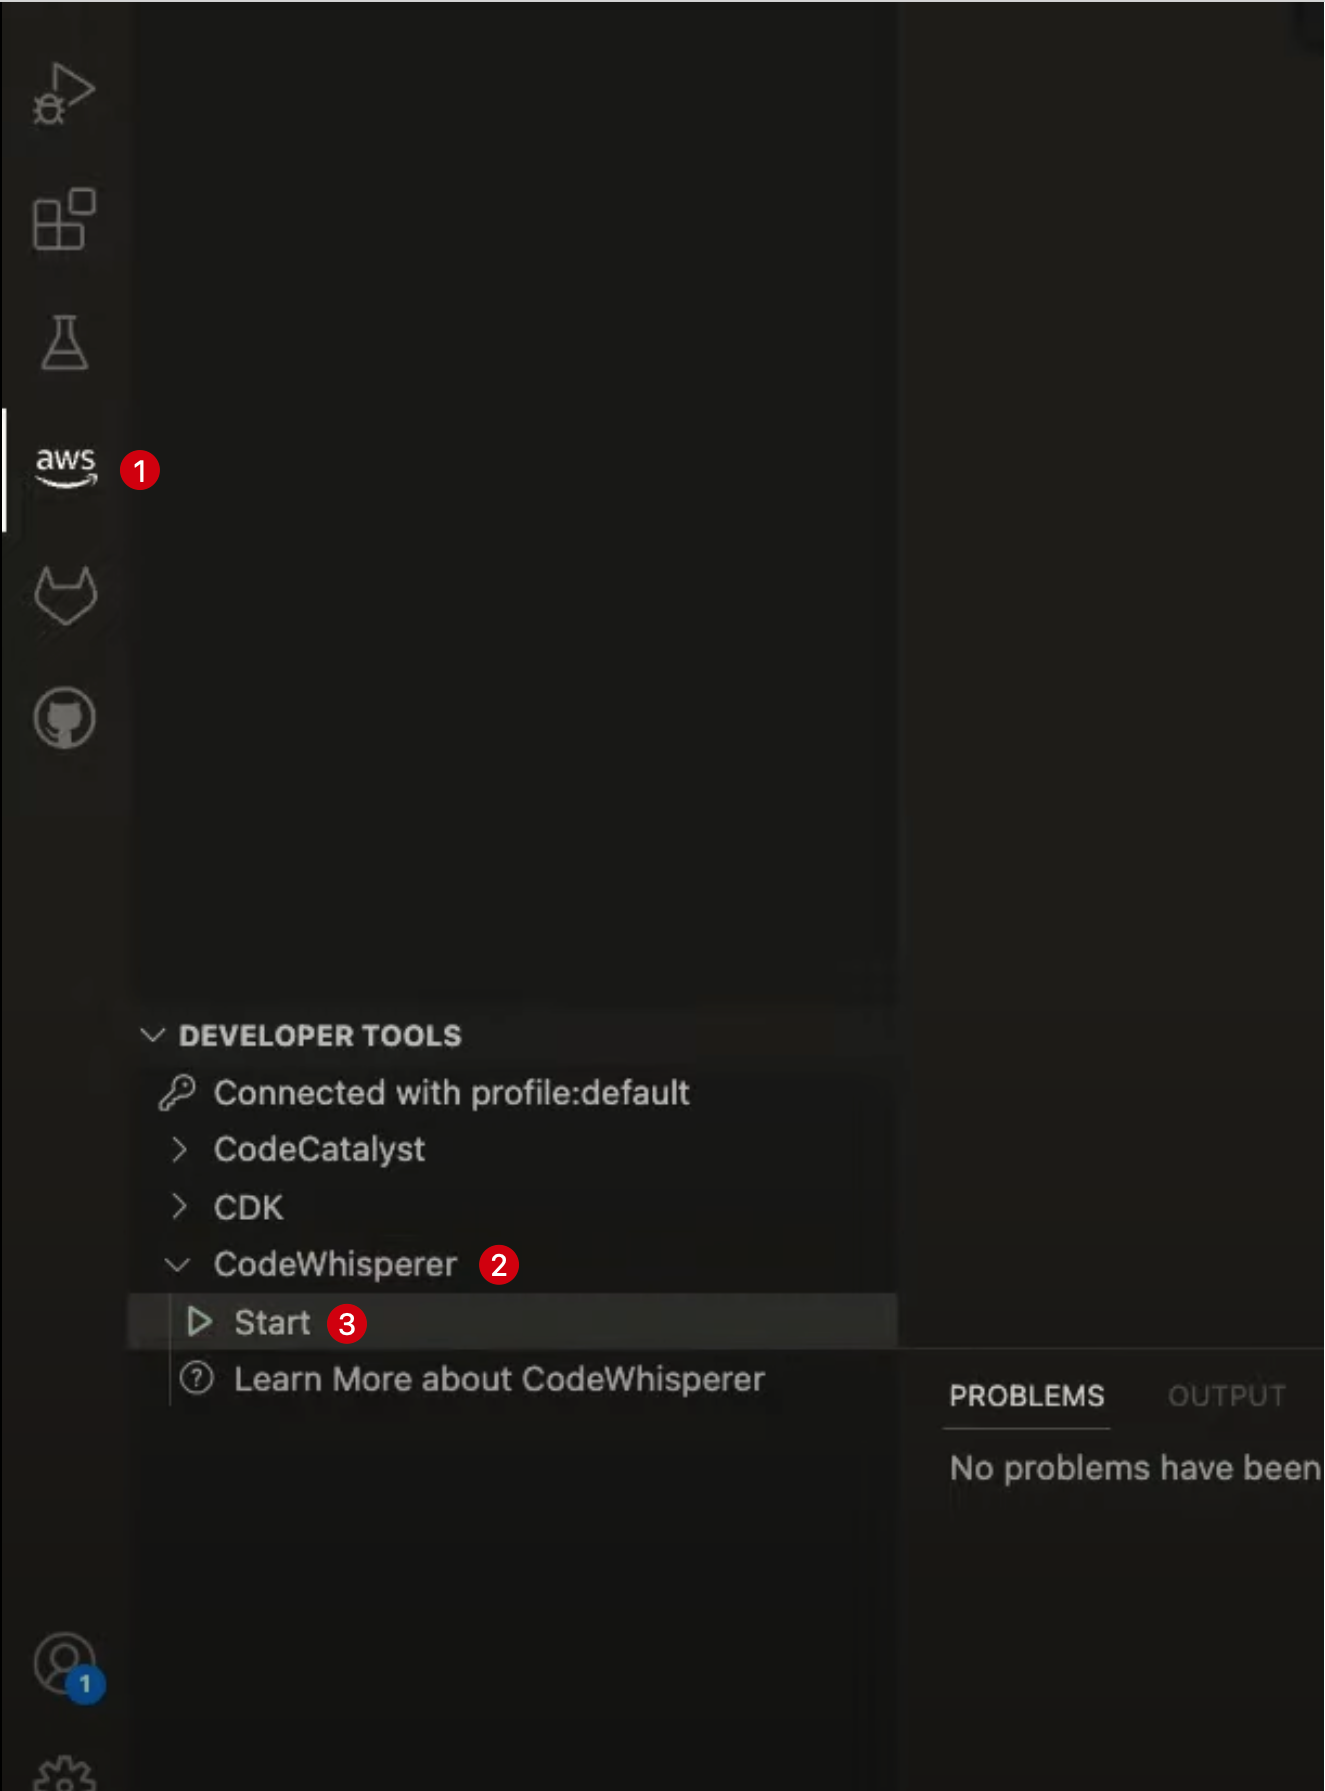 aws 1
DEVELOPER TOOLS
Connected with profile:default
CodeCatalyst
CDK
CodeWhisperer 2
Start 3
? Learn More about CodeWhisperer
PROBLEMS OUTPUT
No problems have been
1